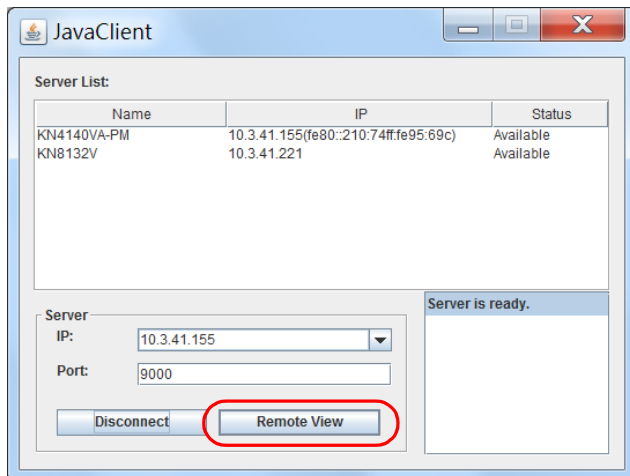 JavaClient
Server List:
Name IP Status
KN4140VA-PM 10.3.41.155(fe80::210:74ff:fe95:69c) Available
KN8132V 10.3.41.221 Available
Server
IP: 10.3.41.155
Port: 9000
Disconnect Remote View
Server is ready.